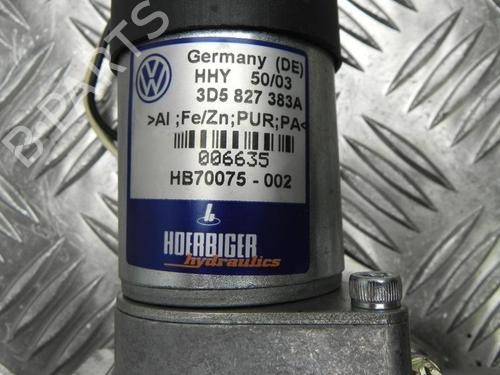 Germany (DE)
HHY 50/03
3D5 827 383A
>Al ;Fe/Zn;PUR;PA<
006635
HB70075 - 002
HOERBIGER
hydraulics
B-PARTS